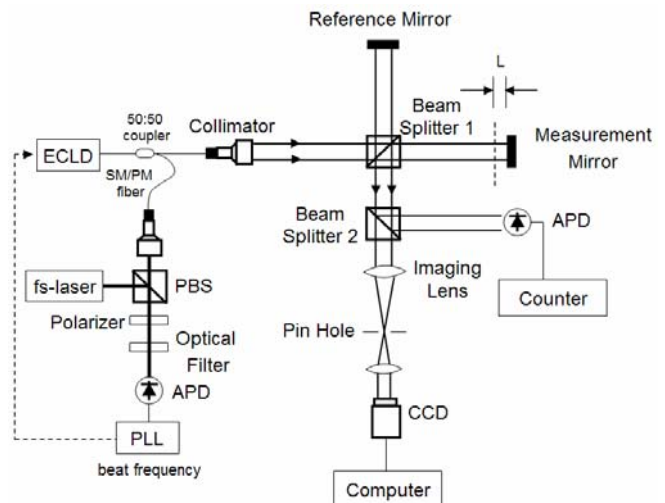 Reference Mirror
L
50:50
coupler
Collimator
Beam
Splitter 1
Measurement
Mirror
ECLD
SM/PM
fiber
Beam
Splitter 2
APD
fs-laser
PBS
Imaging
Lens
Counter
Polarizer
Optical
Filter
Pin Hole
APD
CCD
PLL
beat frequency
Computer